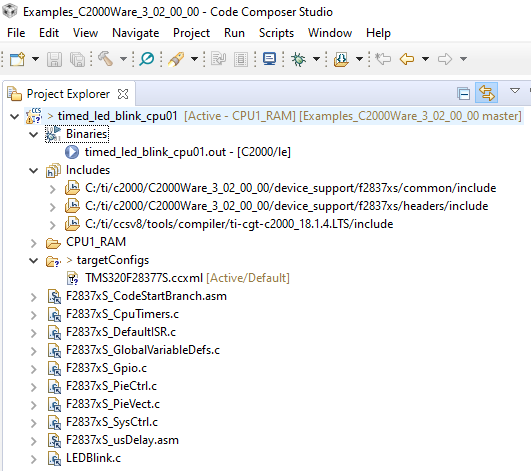 Examples_C2000Ware_3_02_00_00 - Code Composer Studio
File Edit View Navigate Project Run Scripts Window Help
Project Explorer
> timed_led_blink_cpu01 [Active - CPU1_RAM] [Examples_C2000Ware_3_02_00_00 master]
Binaries
timed_led_blink_cpu01.out - [C2000/le]
Includes
C:/ti/c2000/C2000Ware_3_02_00_00/device_support/f2837xs/common/include
C:/ti/c2000/C2000Ware_3_02_00_00/device_support/f2837xs/headers/include
C:/ti/ccsv8/tools/compiler/ti-cgt-c2000_18.1.4.LTS/include
CPU1_RAM
> targetConfigs
TMS320F28377S.ccxml [Active/Default]
F2837xS_CodeStartBranch.asm
F2837xS_CpuTimers.c
F2837xS_DefaultISR.c
F2837xS_GlobalVariableDefs.c
F2837xS_Gpio.c
F2837xS_PieCtrl.c
F2837xS_PieVect.c
F2837xS_SysCtrl.c
F2837xS_usDelay.asm
LEDBlink.c